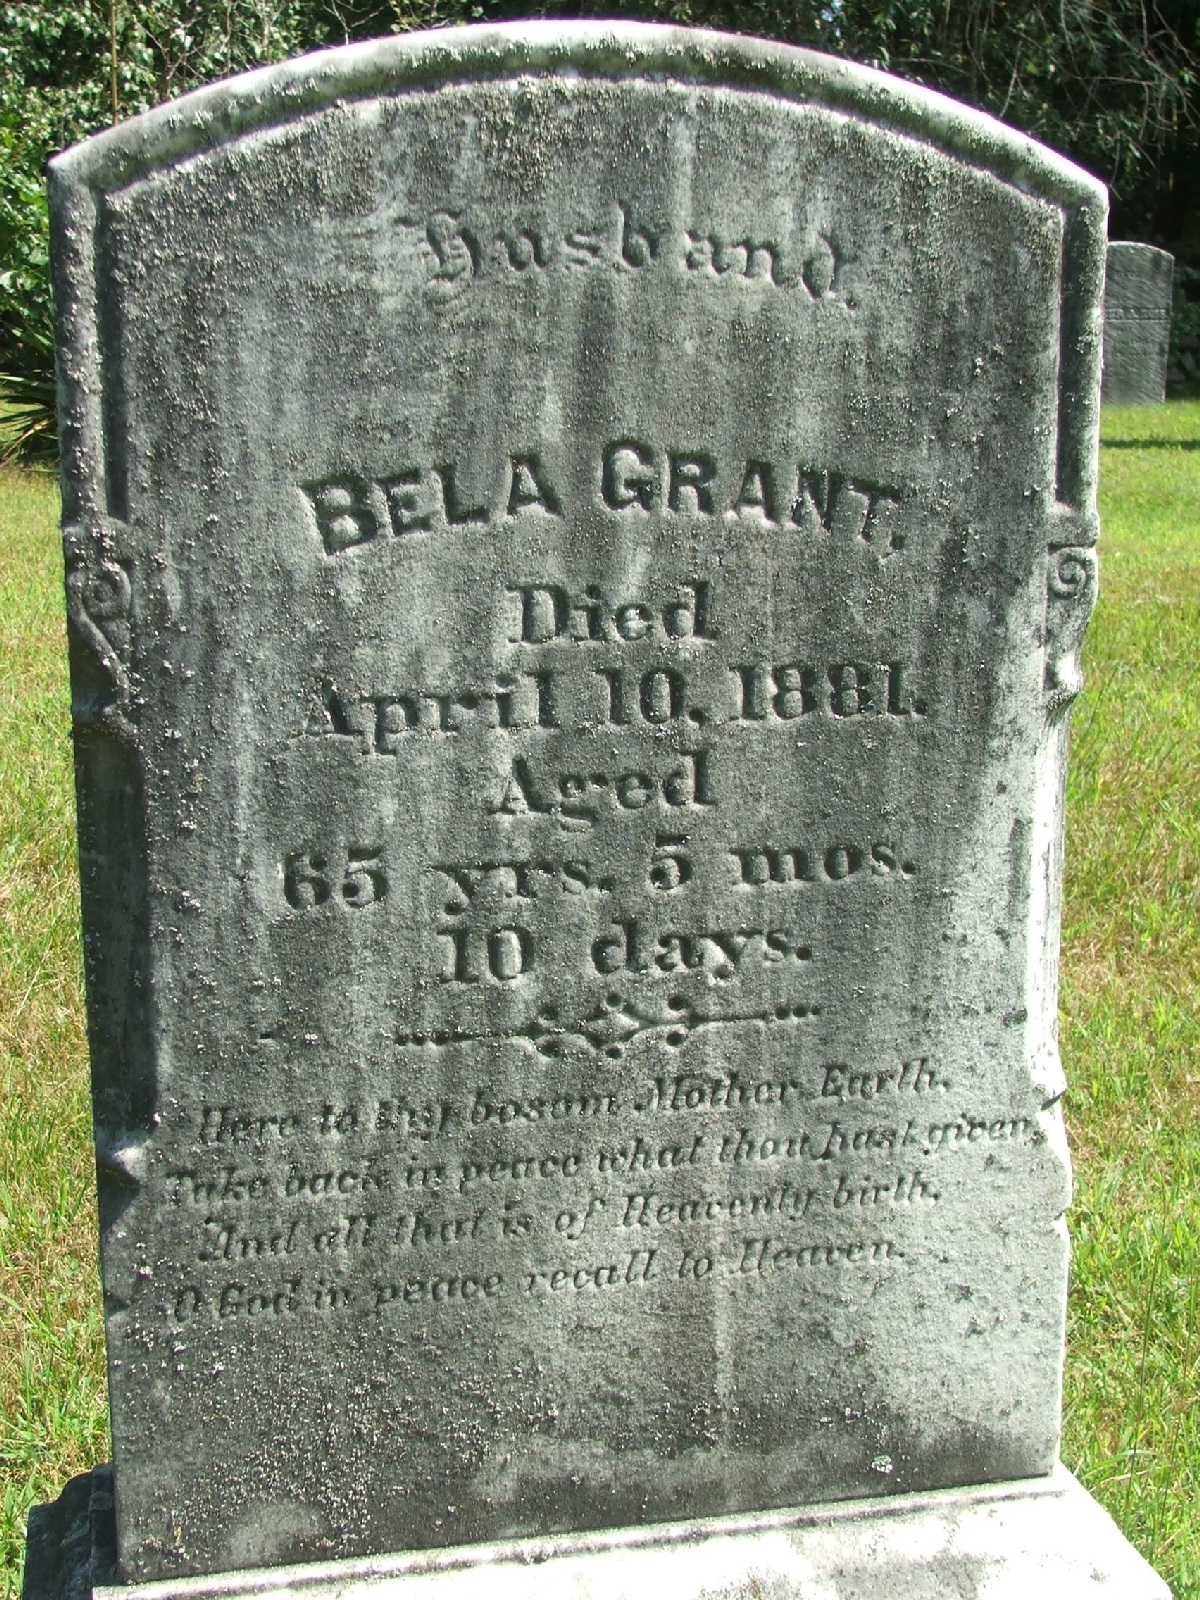 Husband.
BELA GRANT,
Died
April 10, 1881.
Aged
65 yrs. 5 mos.
10 days.
Here to thy bosom Mother Earth,
Take back in peace what thou hast given,
And all that is of Heavenly birth,
O God in peace recall to Heaven.